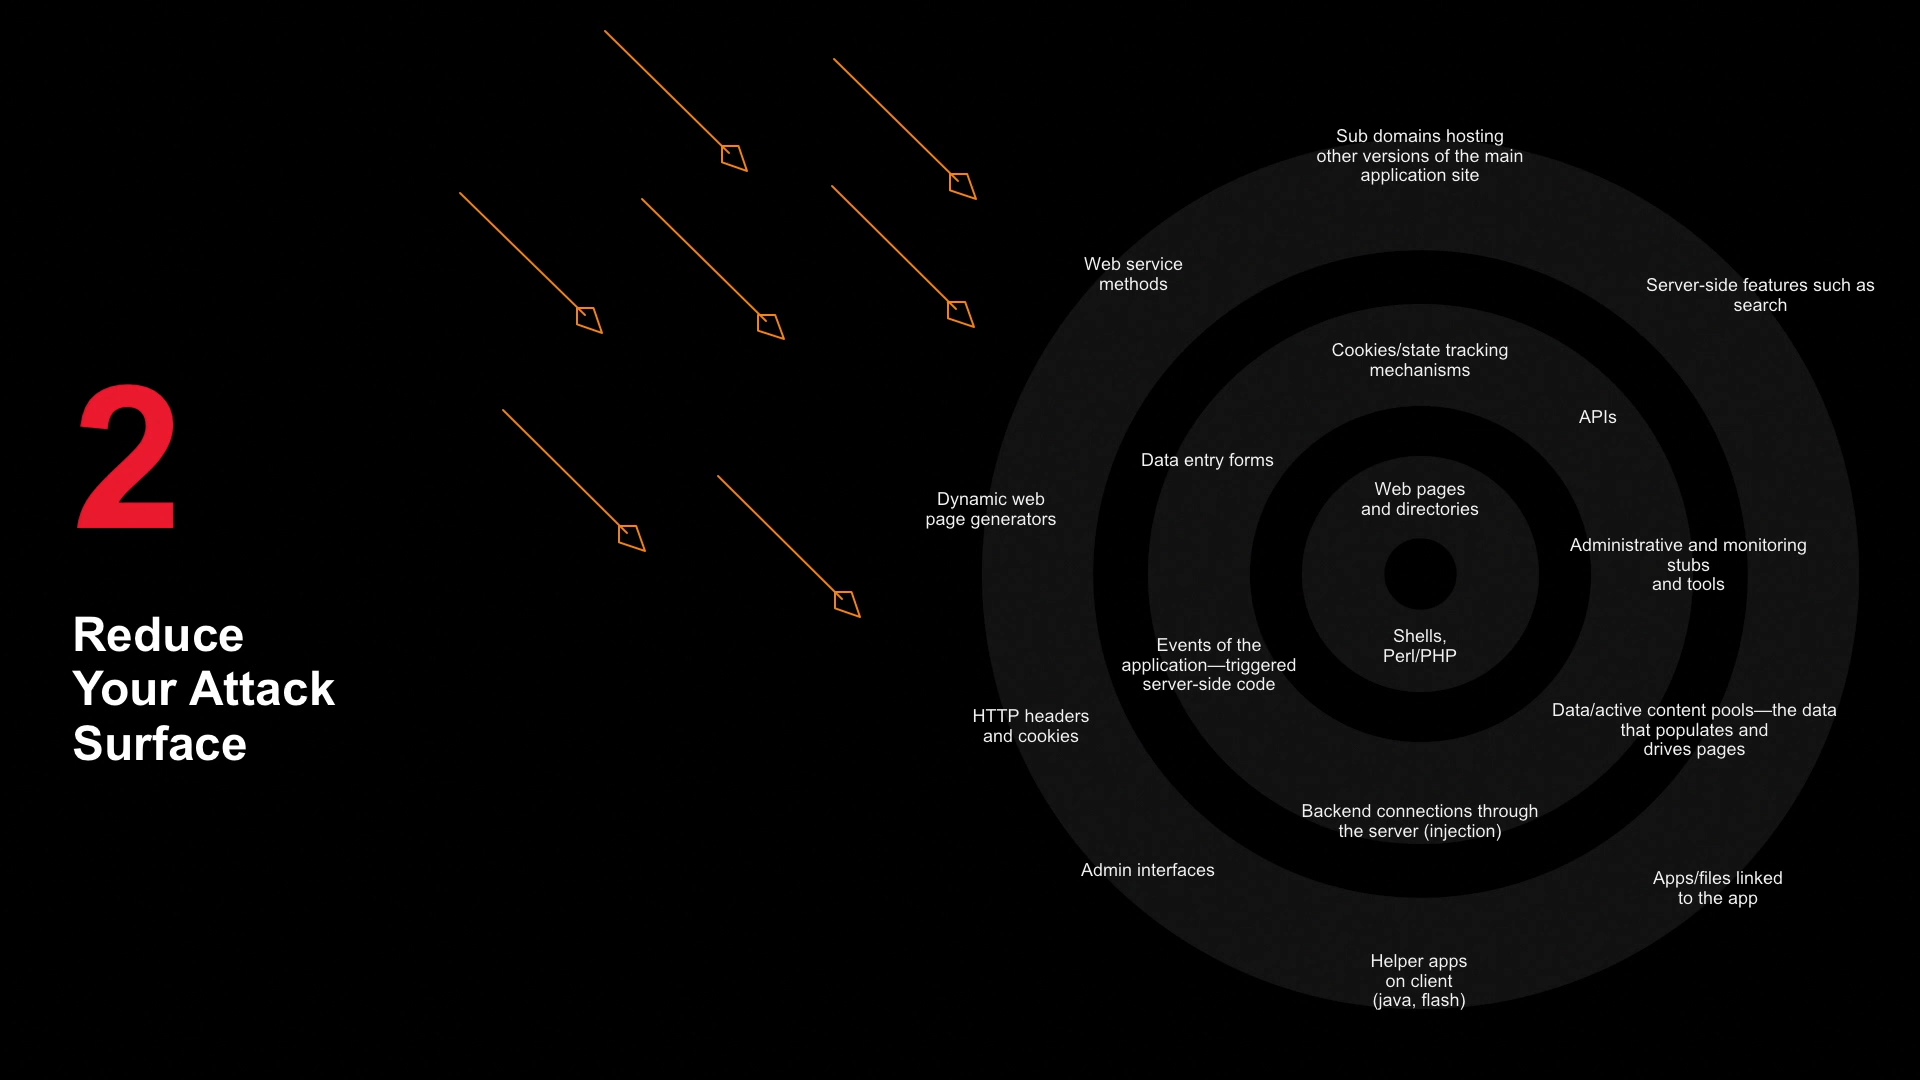 2
Reduce
Your Attack
Surface
Sub domains hosting
other versions of the main
application site
Web service
methods
Server-side features such as
search
Cookies/state tracking
mechanisms
APIs
Data entry forms
Web pages
and directories
Dynamic web
page generators
Administrative and monitoring
stubs
and tools
Shells,
Perl/PHP
Events of the
application—triggered
server-side code
HTTP headers
and cookies
Data/active content pools—the data
that populates and
drives pages
Backend connections through
the server (injection)
Admin interfaces
Apps/files linked
to the app
Helper apps
on client
(java, flash)